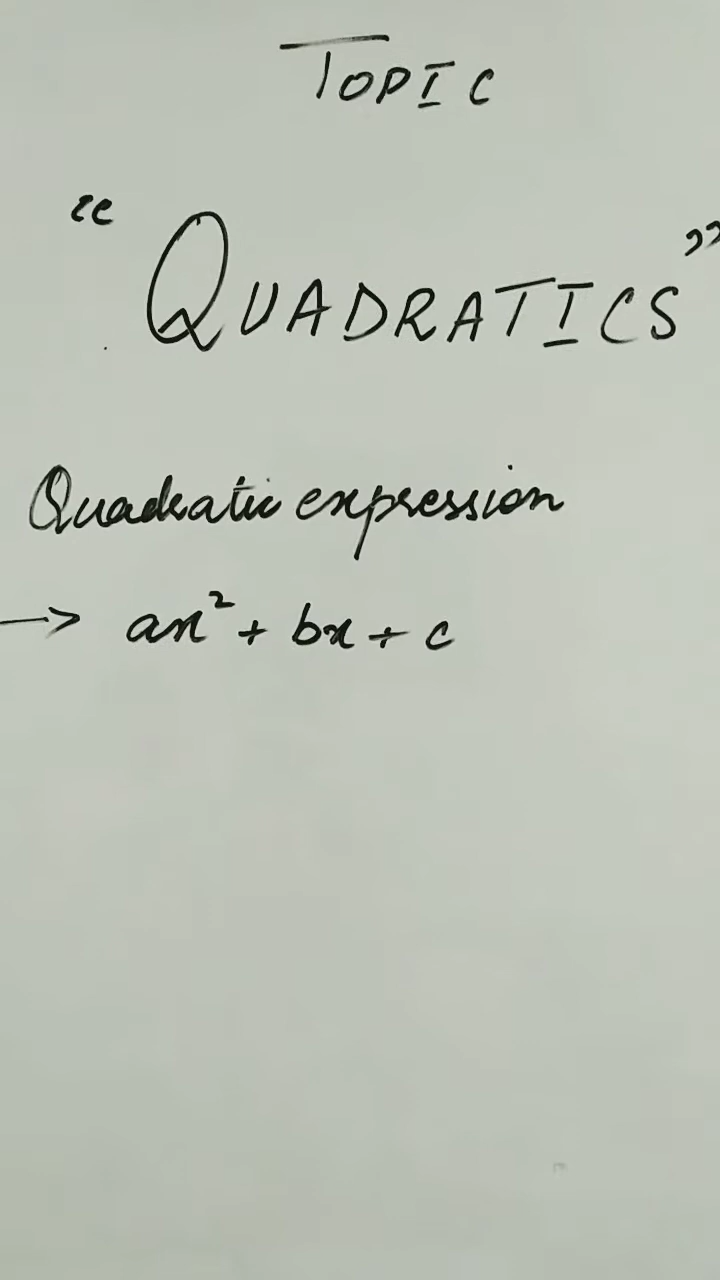 TOPIC
“QUADRATICS”
Quadratic expression
→ ax² + bx + c